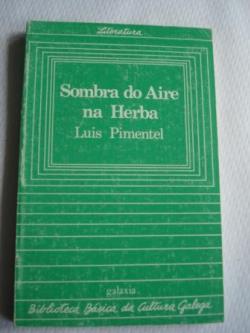 Literatura
Sombra do Aire
na Herba
Luis Pimentel
galaxia
Biblioteca Básica da Cultura Galega